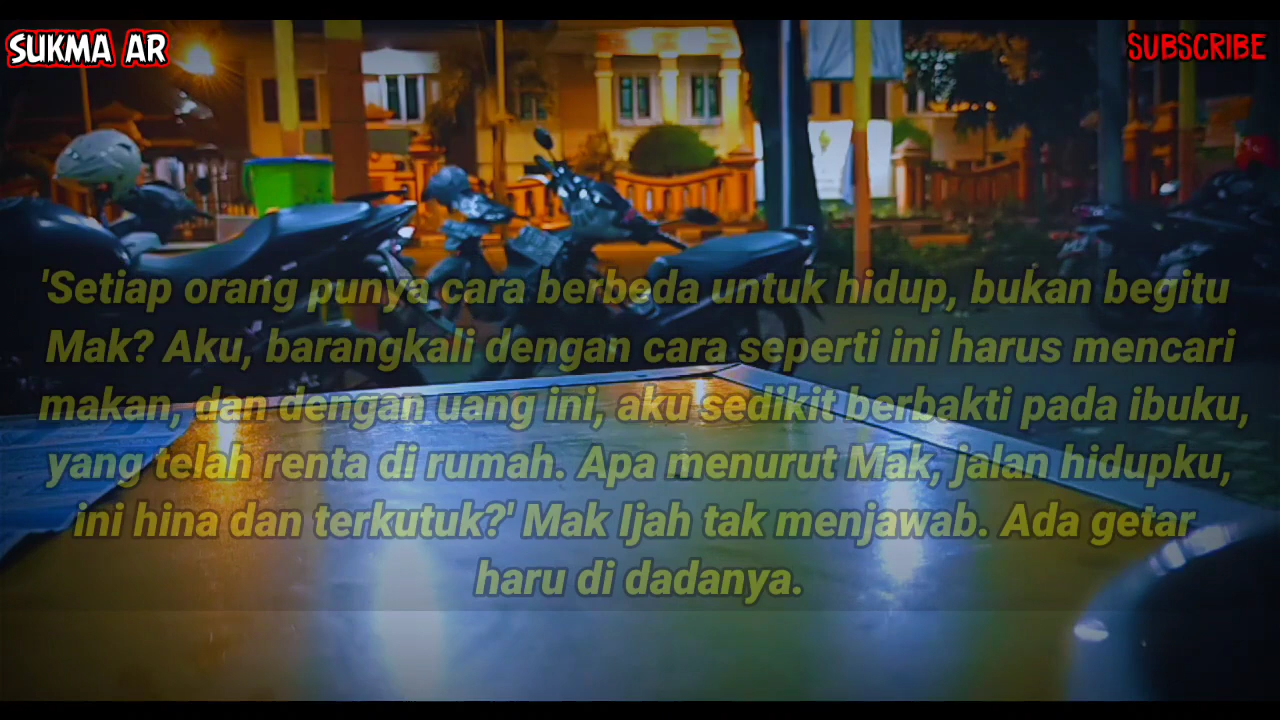 SUKMA AR
SUBSCRIBE
'Setiap orang punya cara berbeda untuk hidup, bukan begitu
Mak? Aku, barangkali dengan cara seperti ini harus mencari
makan, dan dengan uang ini, aku sedikit berbakti pada ibuku,
yang telah renta di rumah. Apa menurut Mak, jalan hidupku,
ini hina dan terkutuk?' Mak Ijah tak menjawab. Ada getar
haru di dadanya.